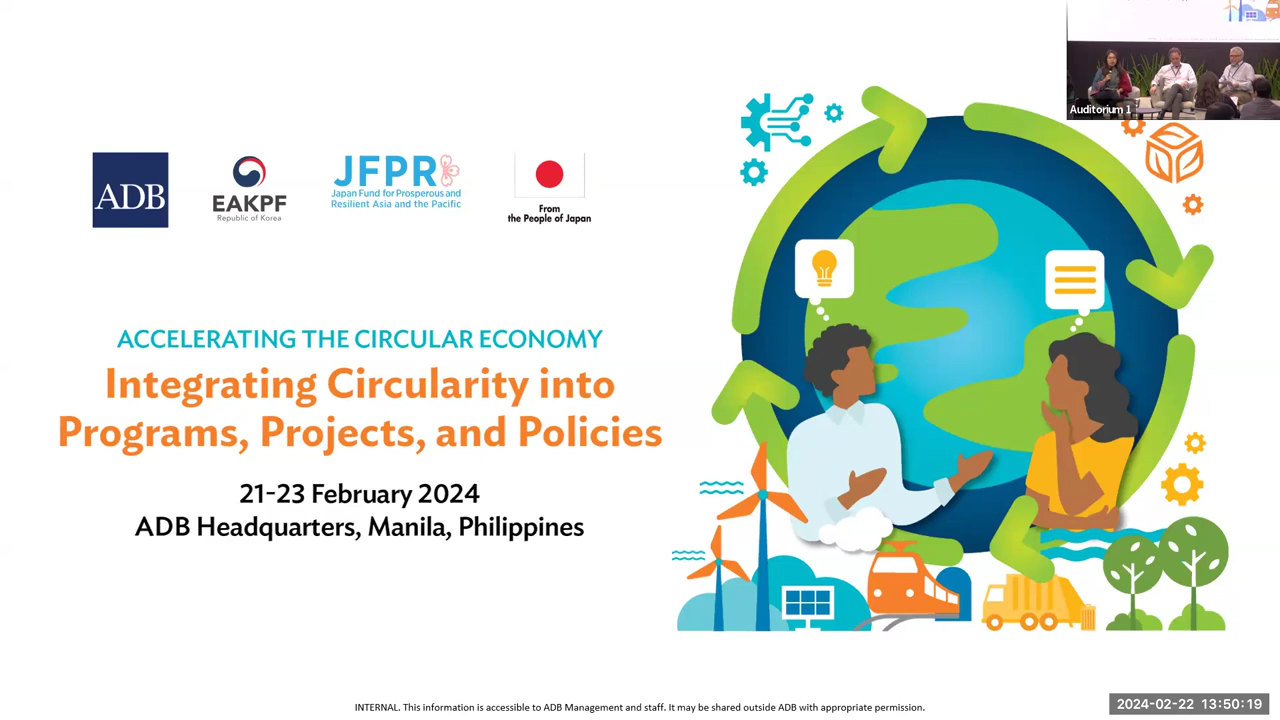 Auditorium 1
ADB
EAKPF
Republic of Korea
JFPR
Japan Fund for Prosperous and
Resilient Asia and the Pacific
From
the People of Japan
ACCELERATING THE CIRCULAR ECONOMY
Integrating Circularity into
Programs, Projects, and Policies
21-23 February 2024
ADB Headquarters, Manila, Philippines
INTERNAL. This information is accessible to ADB Management and staff. It may be shared outside ADB with appropriate permission.
2024-02-22 13:50:19